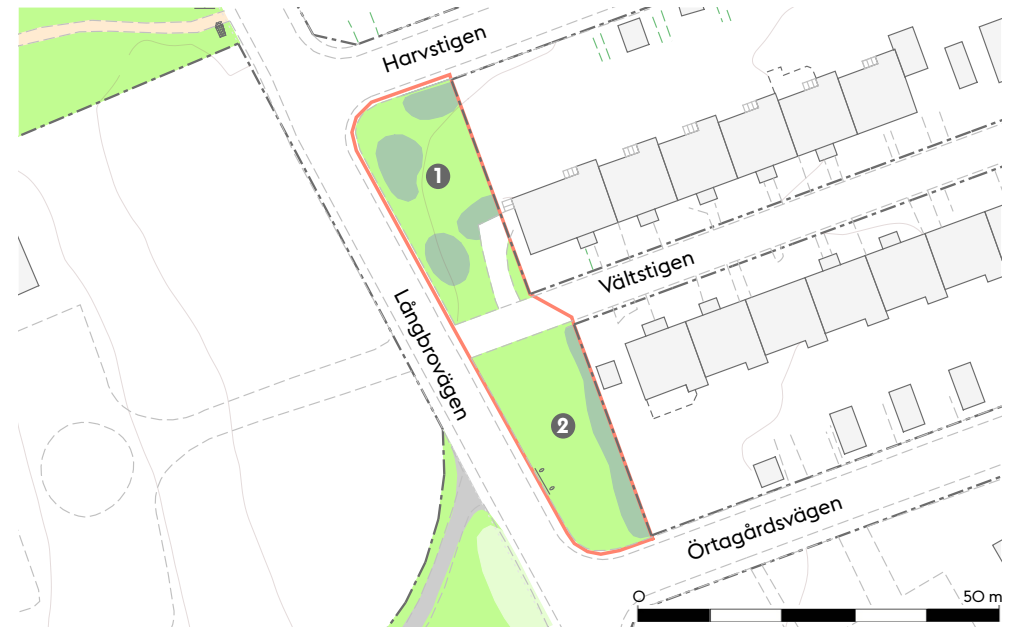 Harvstigen
1
Vältstigen
Långbrovägen
2
Örtagårdsvägen
0 50 m